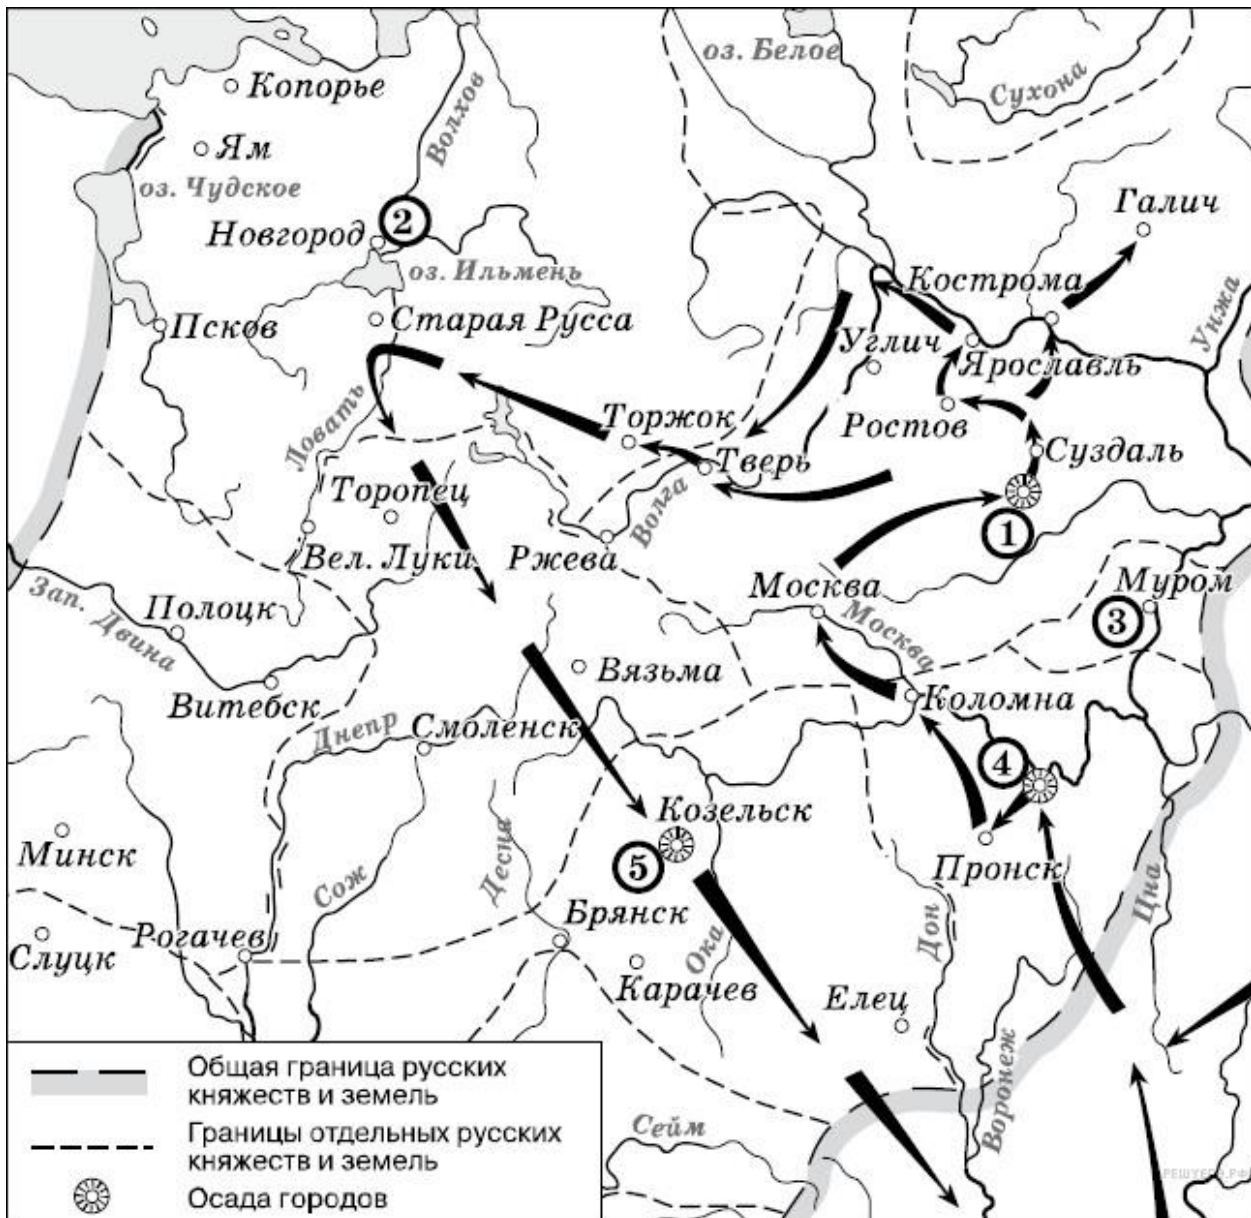 оз. Белое
Сухона
Копорье
Волхов
Ям
оз. Чудское
Галич
2
Новгород
оз. Ильмень
Кострома
Унжа
Псков
Старая Русса
Углич
Ярославль
Ловать
Торжок
Ростов
Тверь
Суздаль
Торопец
Волга
1
Вел. Луки
Ржева
Москва
Муром
Зап. Двина
Полоцк
Москва
3
Вязьма
Витебск
Коломна
Днепр
Смоленск
4
Козельск
Минск
Десна
5
Пронск
Сож
Цна
Брянск
Слуцк
Рогачев
Ока
Дон
Карачев
Елец
Воронеж
Сейм
Общая граница русских
княжеств и земель
Границы отдельных русских
княжеств и земель
Осада городов
РЕШУЕГЭ.РФ